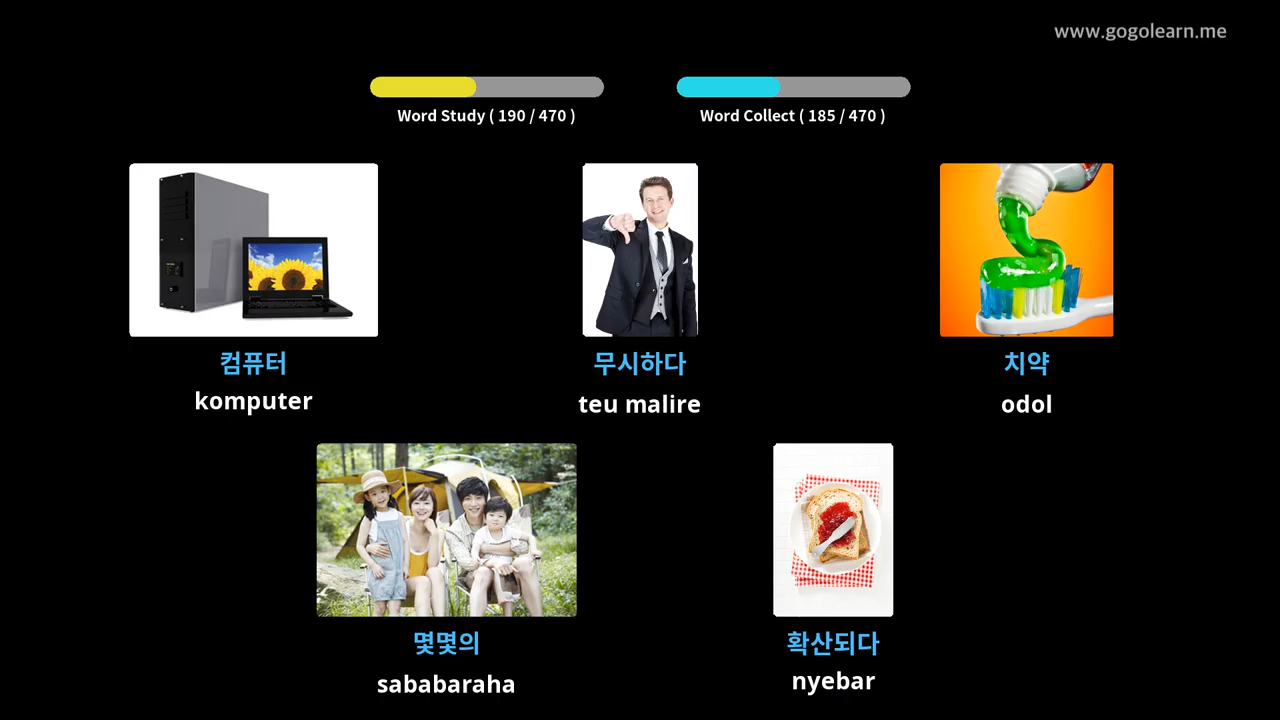 www.gogolearn.me
Word Study ( 190 / 470 )
Word Collect ( 185 / 470 )
컴퓨터
komputer
무시하다
teu malire
치약
odol
몇몇의
sababaraha
확산되다
nyebar